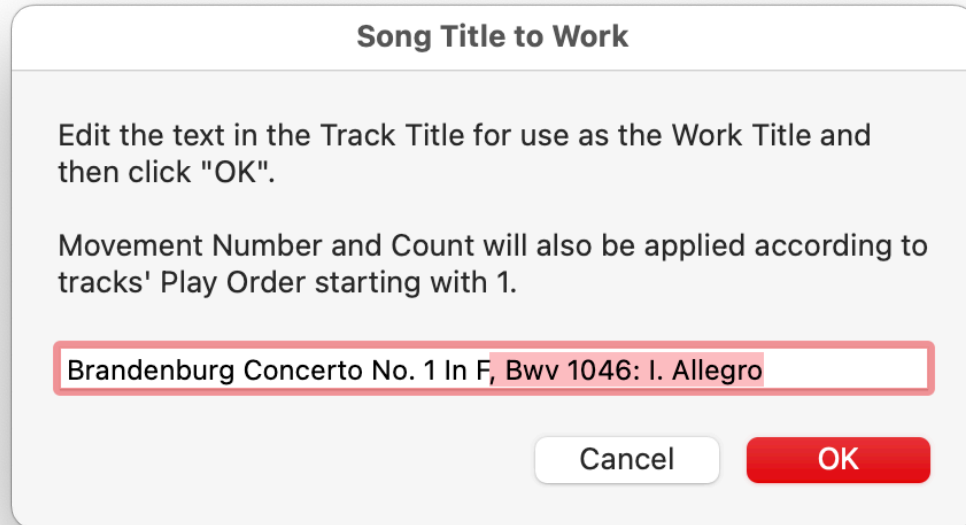 Song Title to Work
Edit the text in the Track Title for use as the Work Title and
then click "OK".
Movement Number and Count will also be applied according to
tracks' Play Order starting with 1.
Brandenburg Concerto No. 1 In F, Bwv 1046: I. Allegro
Cancel
OK